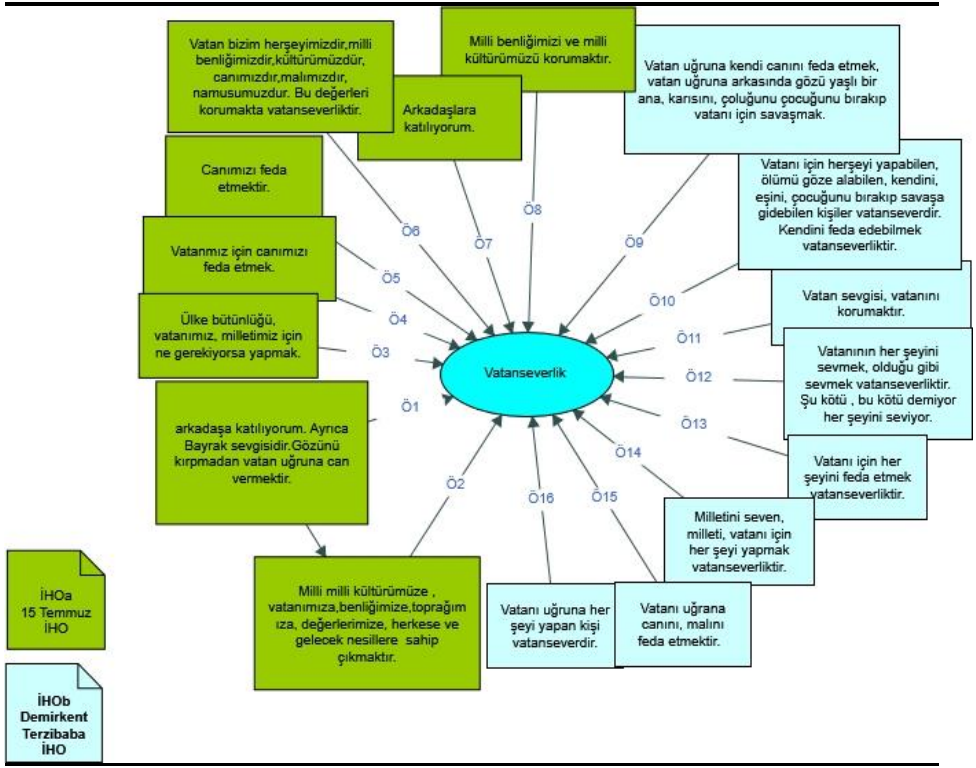 Vatan bizim herşeyimizdir,milli
benliğimizdir,kültürümüzdür,
canımızdır,malımızdır,
namusumuzdur. Bu değerleri
korumakta vatanseverliktir.
Milli benliğimizi ve milli
kültürümüzü korumaktır.
Arkadaşlara
katılıyorum.
Vatan uğruna kendi canını feda etmek,
vatan uğruna arkasında gözü yaşlı bir
ana, karısını, çoluğunu çocuğunu bırakıp
vatanı için savaşmak.
Canımızı feda
etmektir.
Vatanı için herşeyi yapabilen,
ölümü göze alabilen, kendini,
eşini, çocuğunu bırakıp savaşa
gidebilen kişiler vatanseverdir.
Kendini feda edebilmek
vatanseverliktir.
Vatanmız için canımızı
feda etmek.
Ülke bütünlüğü,
vatanımız, milletimiz için
ne gerekiyorsa yapmak.
Vatan sevgisi, vatanını
korumaktır.
Vatanının her şeyini
sevmek, olduğu gibi
sevmek vatanseverliktir.
Şu kötü , bu kötü demiyor
her şeyini seviyor.
arkadaşa katılıyorum. Ayrıca
Bayrak sevgisidir.Gözünü
kırpmadan vatan uğruna can
vermektir.
Vatanı için her
şeyini feda etmek
vatanseverliktir.
Milletini seven,
milleti, vatanı için
her şeyi yapmak
vatanseverliktir.
Milli milli kültürümüze ,
vatanımıza,benliğimize,toprağım
ıza, değerlerimize, herkese ve
gelecek nesillere sahip
çıkmaktır.
Vatanı uğruna her
şeyi yapan kişi
vatanseverdir.
Vatanı uğrana
canını, malını
feda etmektir.
Vatanseverlik
Ö1
Ö2
Ö3
Ö4
Ö5
Ö6
Ö7
Ö8
Ö9
Ö10
Ö11
Ö12
Ö13
Ö14
Ö15
Ö16
İHOa
15 Temmuz
İHO
İHOb
Demirkent
Terzibaba
İHO